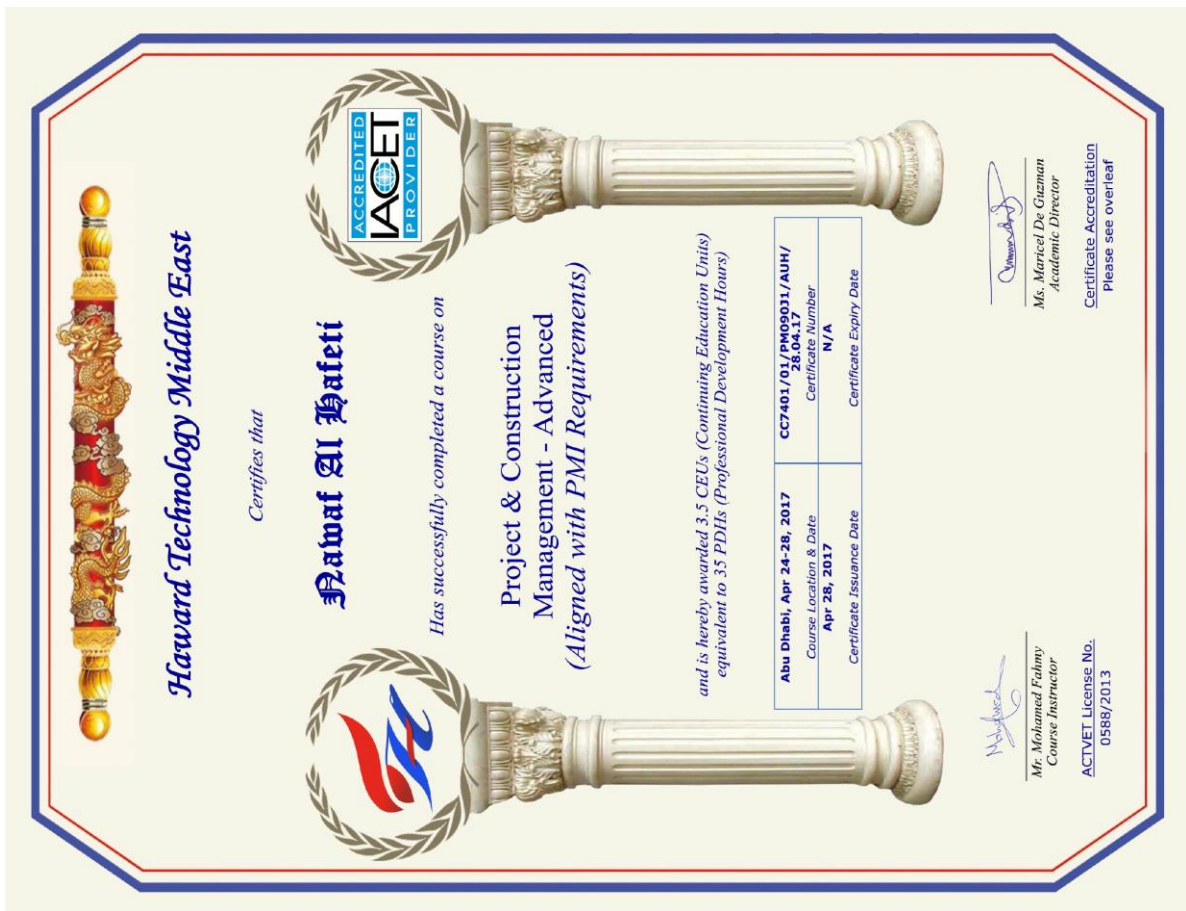 Haward Technology Middle East
Certifies that
Nawaf Al Hafeti
Has successfully completed a course on
ACCREDITED
IACET
PROVIDER
Project & Construction
Management - Advanced
(Aligned with PMI Requirements)
and is hereby awarded 3.5 CEUs (Continuing Education Units)
equivalent to 35 PDHs (Professional Development Hours)
Abu Dhabi, Apr 24-28, 2017
Course Location & Date
CC7401/01/PM09031/AUH/
28.04.17
Certificate Number
Apr 28, 2017
Certificate Issuance Date
N/A
Certificate Expiry Date
Mr. Mohamed Fahmy
Course Instructor
ACTVET License No.
0588/2013
Ms. Maricel De Guzman
Academic Director
Certificate Accreditation
Please see overleaf